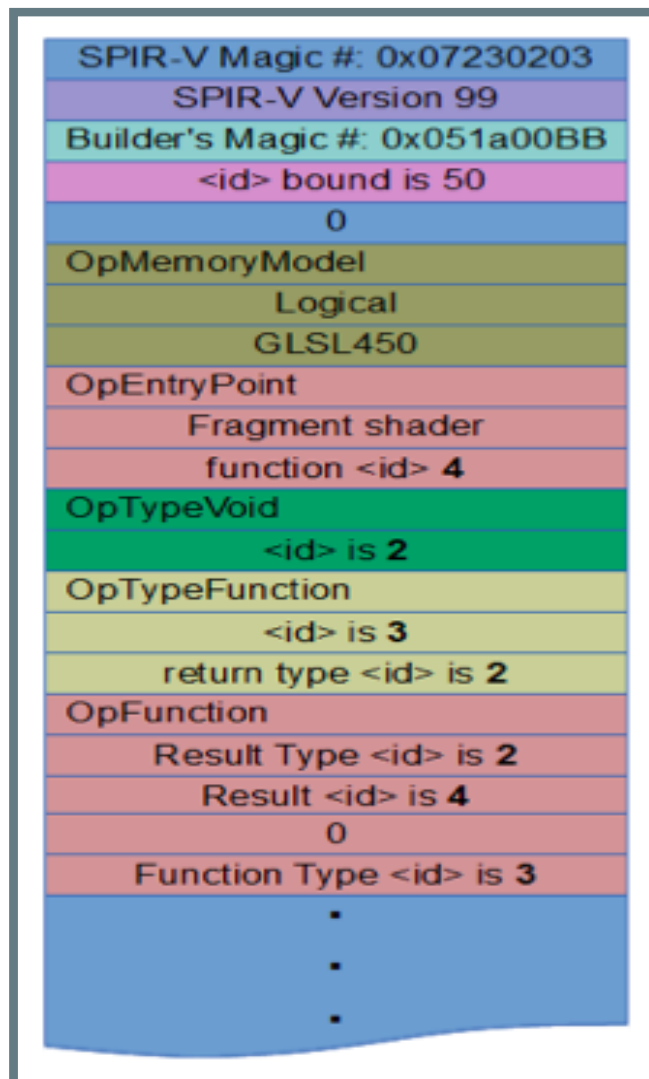 SPIR-V Magic #: 0x07230203
SPIR-V Version 99
Builder's Magic #: 0x051a00BB
<id> bound is 50
0
OpMemoryModel
Logical
GLSL450
OpEntryPoint
Fragment shader
function <id> 4
OpTypeVoid
<id> is 2
OpTypeFunction
<id> is 3
return type <id> is 2
OpFunction
Result Type <id> is 2
Result <id> is 4
0
Function Type <id> is 3
.
.
.